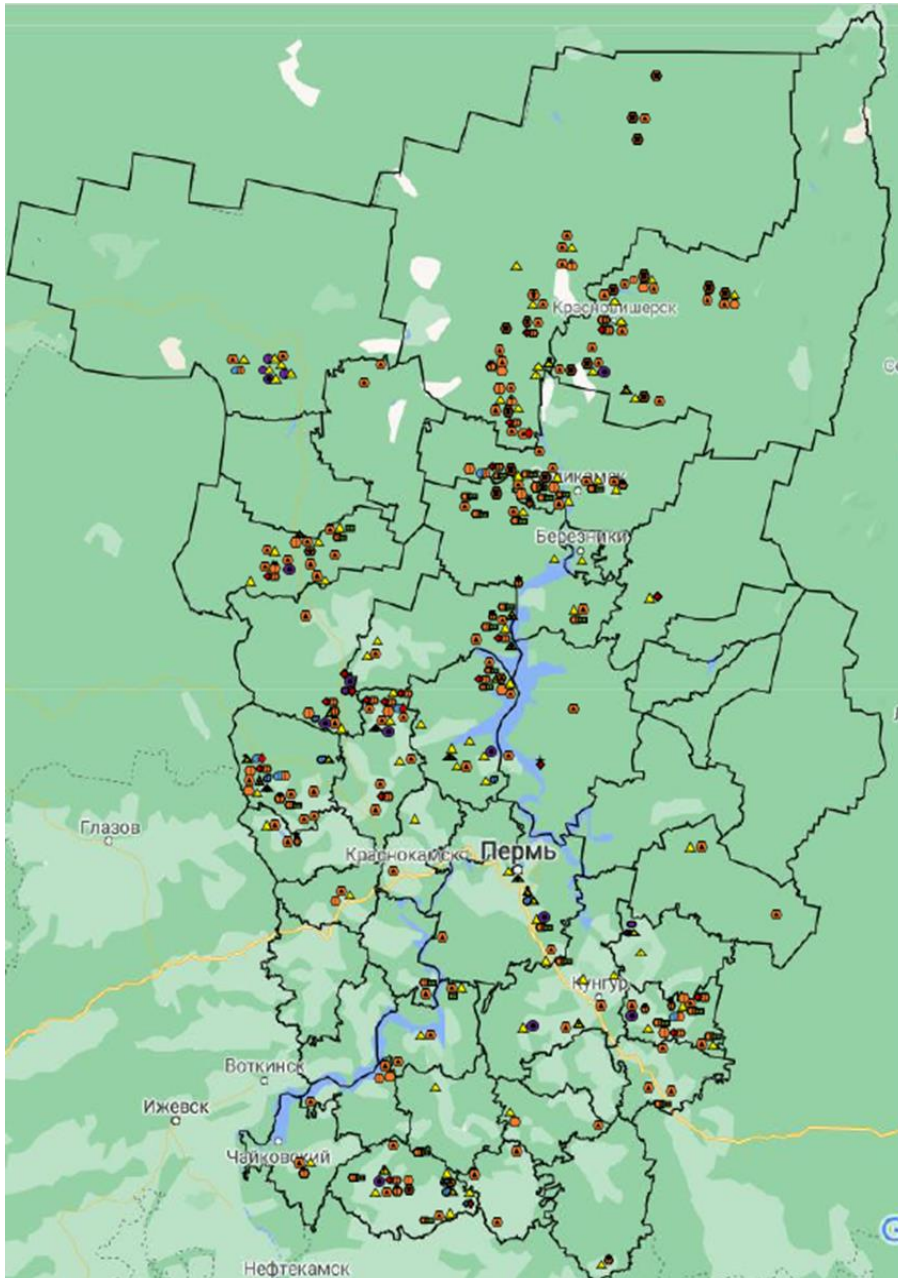 Красновишерск
Березники
Глазов
Краснокамск
Пермь
Кунгур
Воткинск
Ижевск
Чайковский
Нефтекамск